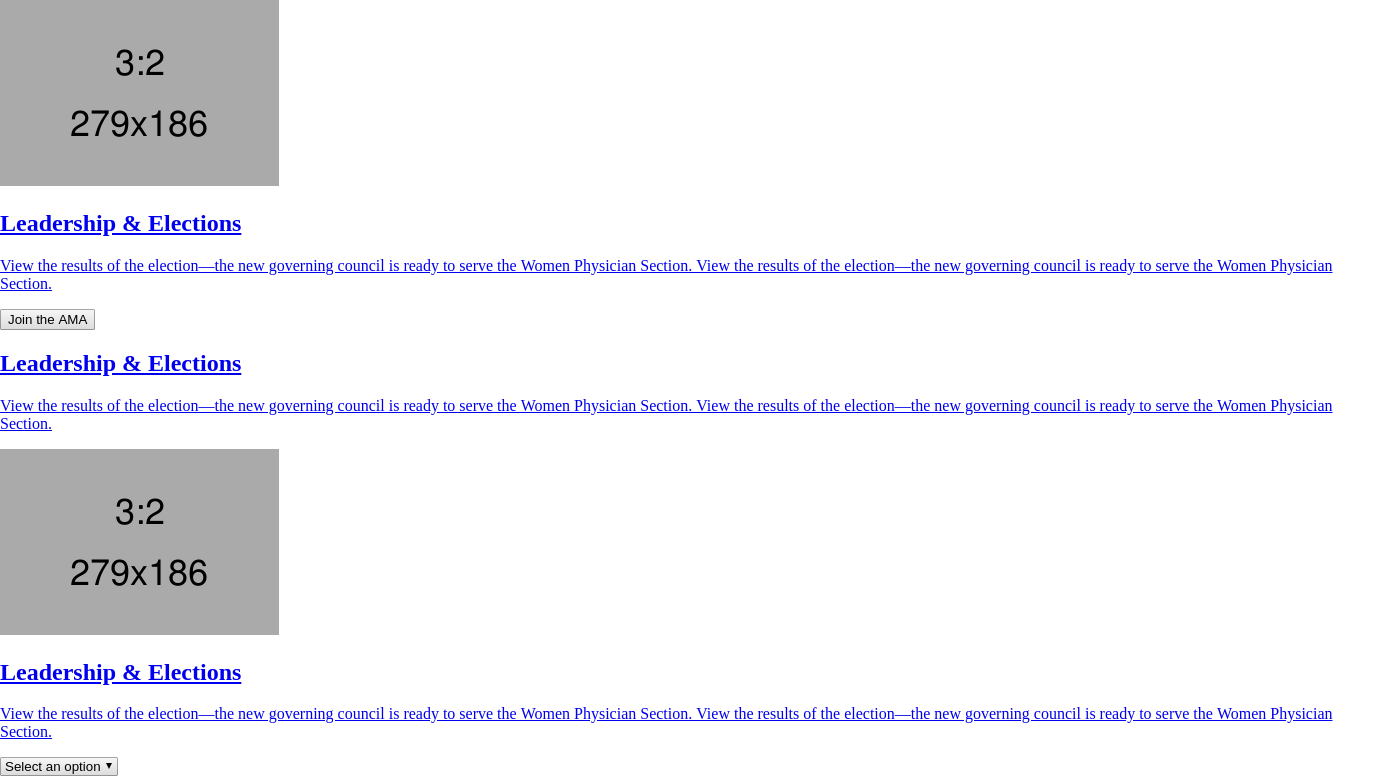 3:2
279x186
Leadership & Elections
View the results of the election—the new governing council is ready to serve the Women Physician Section. View the results of the election—the new governing council is ready to serve the Women Physician
Section.
Join the AMA
Leadership & Elections
View the results of the election—the new governing council is ready to serve the Women Physician Section. View the results of the election—the new governing council is ready to serve the Women Physician
Section.
3:2
279x186
Leadership & Elections
View the results of the election—the new governing council is ready to serve the Women Physician Section. View the results of the election—the new governing council is ready to serve the Women Physician
Section.
Select an option